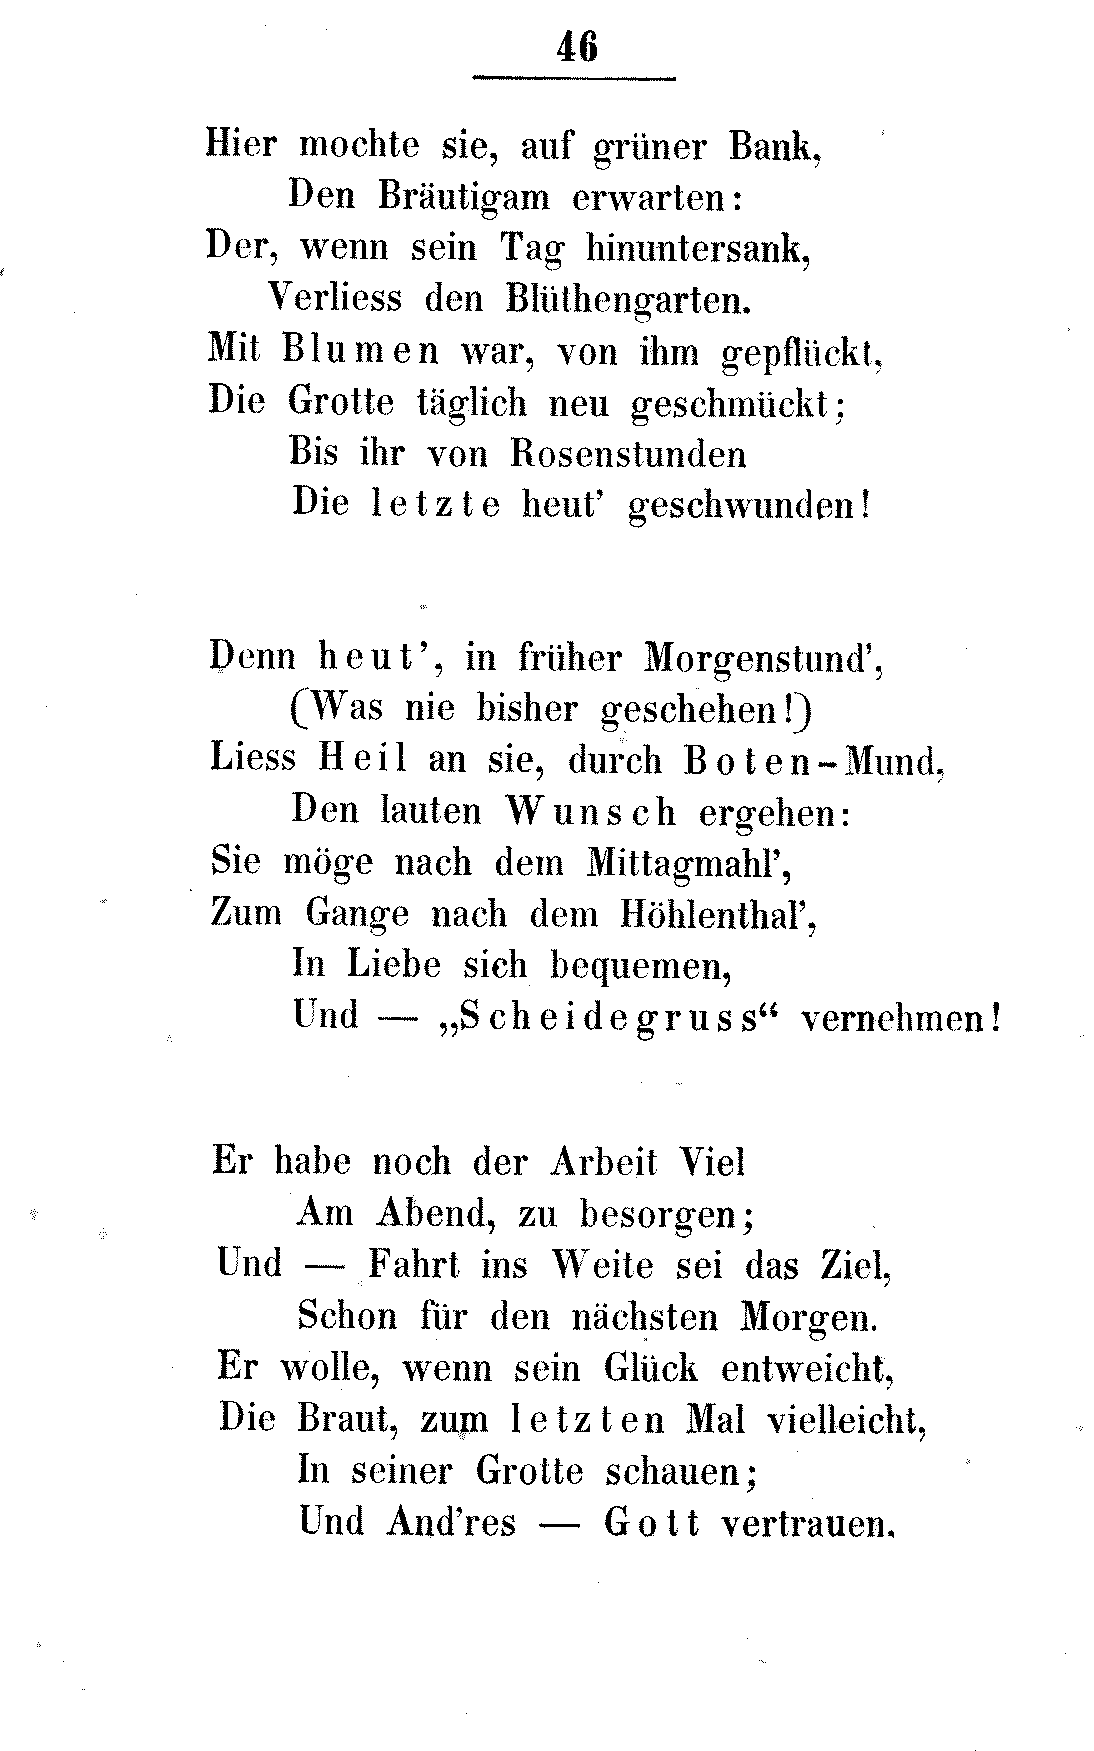 46
Hier mochte sie, auf grüner Bank,
Den Bräutigam erwarten:
Der, wenn sein Tag hinuntersank,
Verliess den Blüthengarten.
Mit Blumen war, von ihm gepflückt,
Die Grotte täglich neu geschmückt;
Bis ihr von Rosenstunden
Die letzte heut’ geschwunden!
Denn heut’, in früher Morgenstund’,
(Was nie bisher geschehen!)
Liess Heil an sie, durch Boten-Mund,
Den lauten Wunsch ergehen:
Sie möge nach dem Mittagmahl’,
Zum Gange nach dem Höhlenthal’,
In Liebe sich bequemen,
Und — „Scheidegruss“ vernehmen!
Er habe noch der Arbeit Viel
Am Abend, zu besorgen;
Und — Fahrt ins Weite sei das Ziel,
Schon für den nächsten Morgen.
Er wolle, wenn sein Glück entweicht,
Die Braut, zum letzten Mal vielleicht,
In seiner Grotte schauen;
Und And’res — Gott vertrauen.